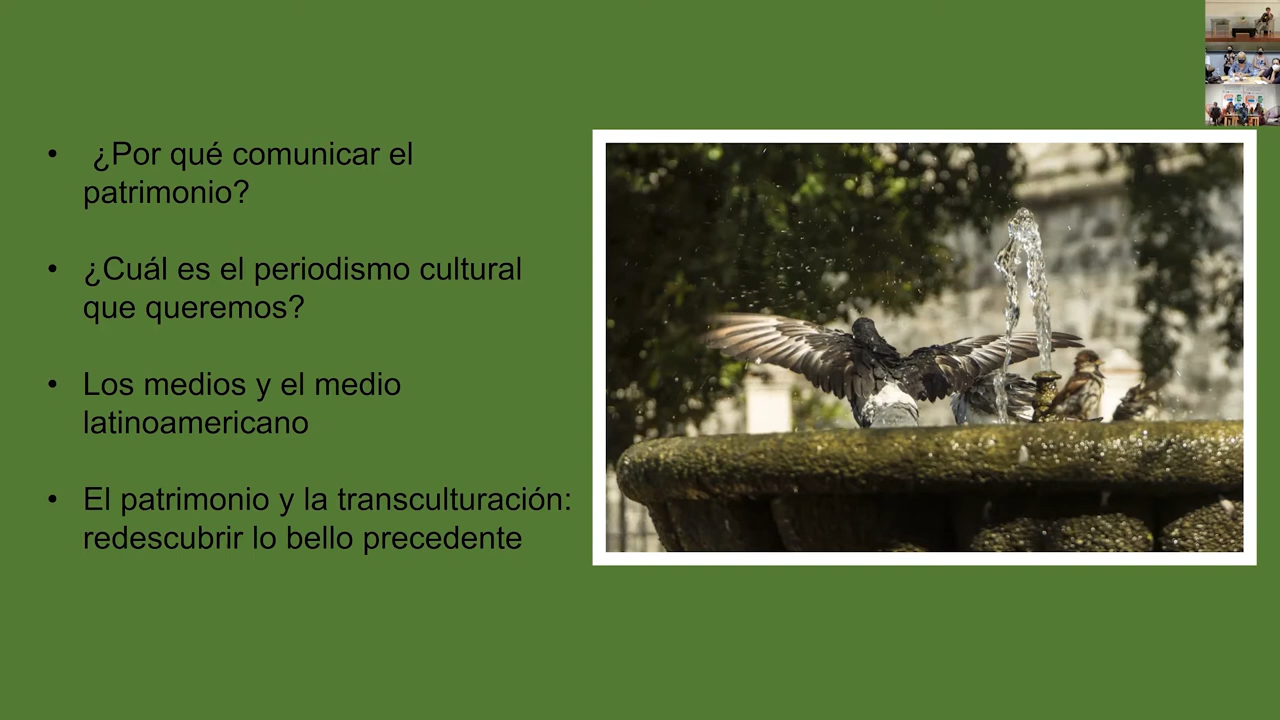 • ¿Por qué comunicar el
patrimonio?
• ¿Cuál es el periodismo cultural
que queremos?
• Los medios y el medio
latinoamericano
• El patrimonio y la transculturación:
redescubrir lo bello precedente